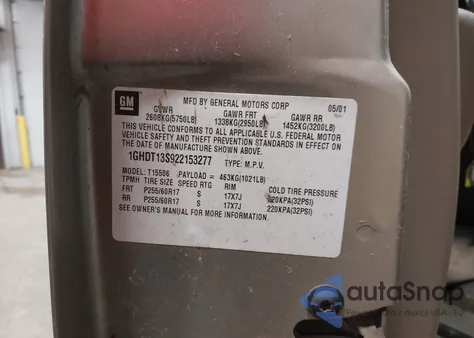 GM
MFD BY GENERAL MOTORS CORP 05/01
GVWR GAWR FRT GAWR RR
2608KG(5750LB) 1338KG(2950LB) 1452KG(3200LB)
THIS VEHICLE CONFORMS TO ALL APPLICABLE U.S. FEDERAL MOTOR
VEHICLE SAFETY AND THEFT PREVENTION STANDARDS IN EFFECT ON
THE DATE OF MANUFACTURE SHOWN ABOVE.
1GHDT13S922153277 TYPE: M.P.V.
MODEL: T15506 PAYLOAD = 463KG(1021LB)
TPMH TIRE SIZE SPEED RTG RIM COLD TIRE PRESSURE
FRT P255/60R17 S 17X7J 220KPA(32PSI)
RR P255/60R17 S 17X7J 220KPA(32PSI)
SEE OWNER'S MANUAL FOR MORE INFORMATION.
autoSnap